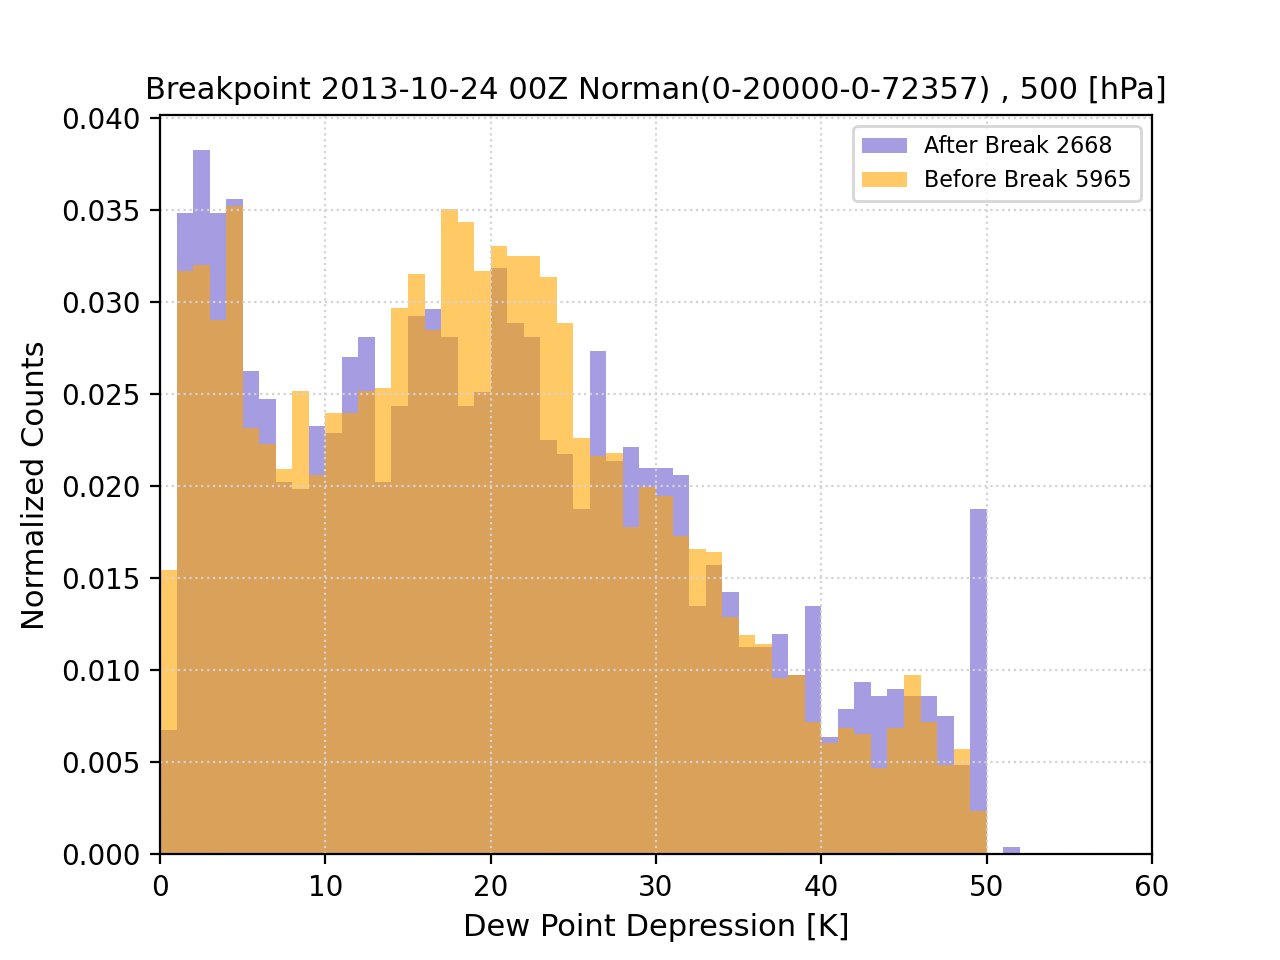 Breakpoint 2013-10-24 00Z Norman(0-20000-0-72357) , 500 [hPa]
After Break 2668
Before Break 5965
Normalized Counts
0.040
0.035
0.030
0.025
0.020
0.015
0.010
0.005
0.000
0 10 20 30 40 50 60
Dew Point Depression [K]